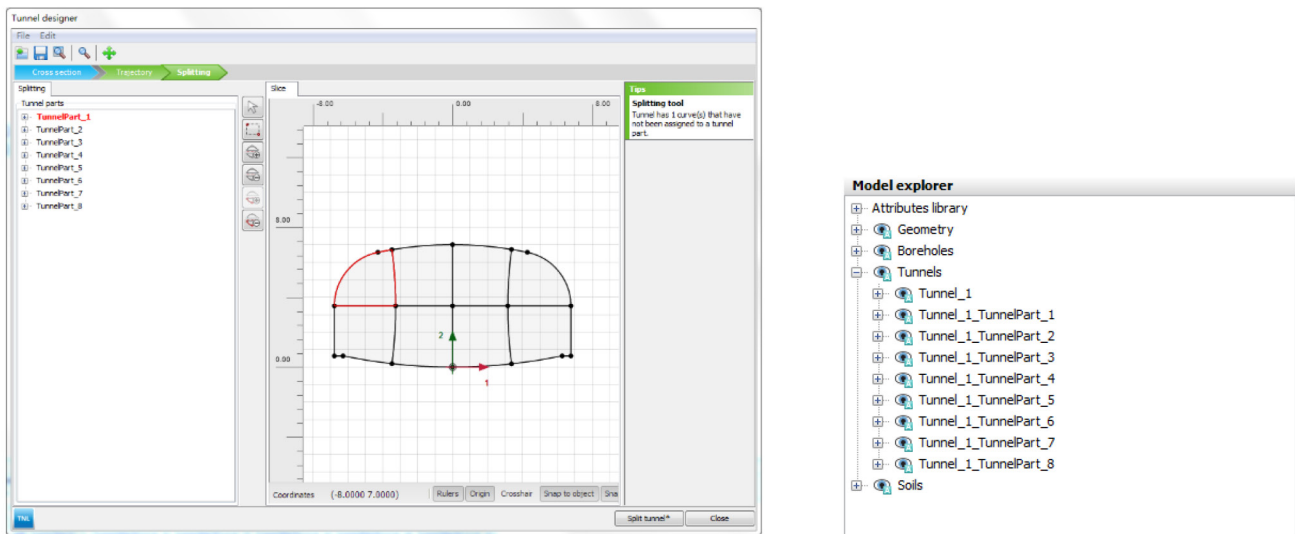 Tunnel designer
File Edit
Cross section Trajectory Splitting
Splitting
Tunnel parts
TunnelPart_1
TunnelPart_2
TunnelPart_3
TunnelPart_4
TunnelPart_5
TunnelPart_6
TunnelPart_7
TunnelPart_8
Slice
-8.00 0.00 8.00
8.00
0.00
2
1
Coordinates (-8.0000 7.0000) Rulers Origin Crosshair Snap to object Sna
Tips
Splitting tool
Tunnel has 1 curve(s) that have
not been assigned to a tunnel
part.
TNL
Split tunnel* Close
Model explorer
Attributes library
Geometry
Boreholes
Tunnels
Tunnel_1
Tunnel_1_TunnelPart_1
Tunnel_1_TunnelPart_2
Tunnel_1_TunnelPart_3
Tunnel_1_TunnelPart_4
Tunnel_1_TunnelPart_5
Tunnel_1_TunnelPart_6
Tunnel_1_TunnelPart_7
Tunnel_1_TunnelPart_8
Soils